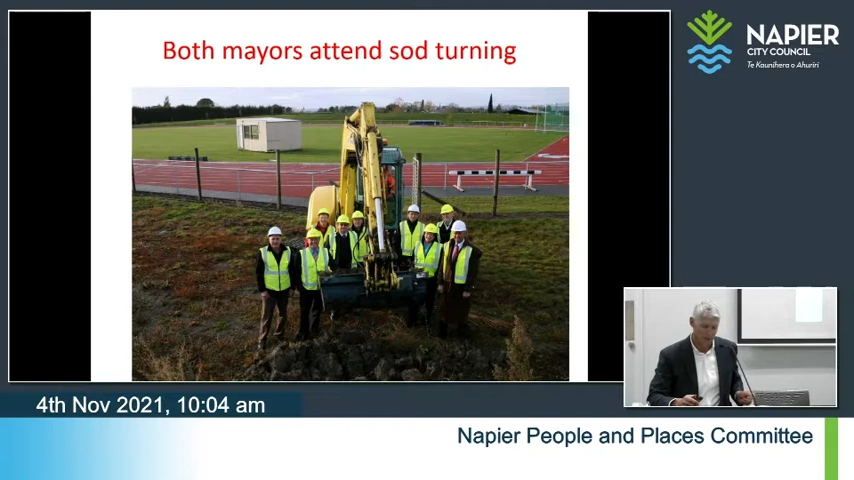 Both mayors attend sod turning
NAPIER
CITY COUNCIL
Te Kaunihera o Ahuriri
4th Nov 2021, 10:04 am
Napier People and Places Committee